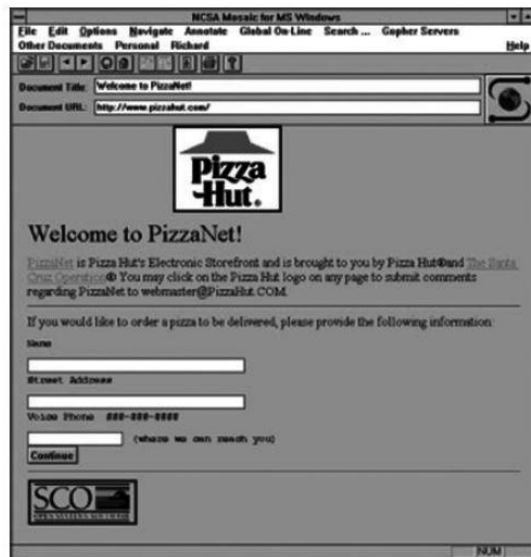 NCSA Mosaic for MS Windows
File Edit Options Navigate Annotate Global On-Line Search ... Gopher Servers
Other Documents Personal Richard Help
Document Title: Welcome to PizzaNet!
Document URL: http://www.pizzahut.com/
Pizza
Hut.
Welcome to PizzaNet!
PizzaNet is Pizza Hut's Electronic Storefront and is brought to you by Pizza Hut® and The Santa
Cruz Operation® You may click on the Pizza Hut logo on any page to submit comments
regarding PizzaNet to webmaster@PizzaHut.COM.
If you would like to order a pizza to be delivered, please provide the following information:
Name
Street Address
Voice Phone ###-###-####
(where we can reach you)
Continue
SCO
OPEN SYSTEMS SOFTWARE
NUM